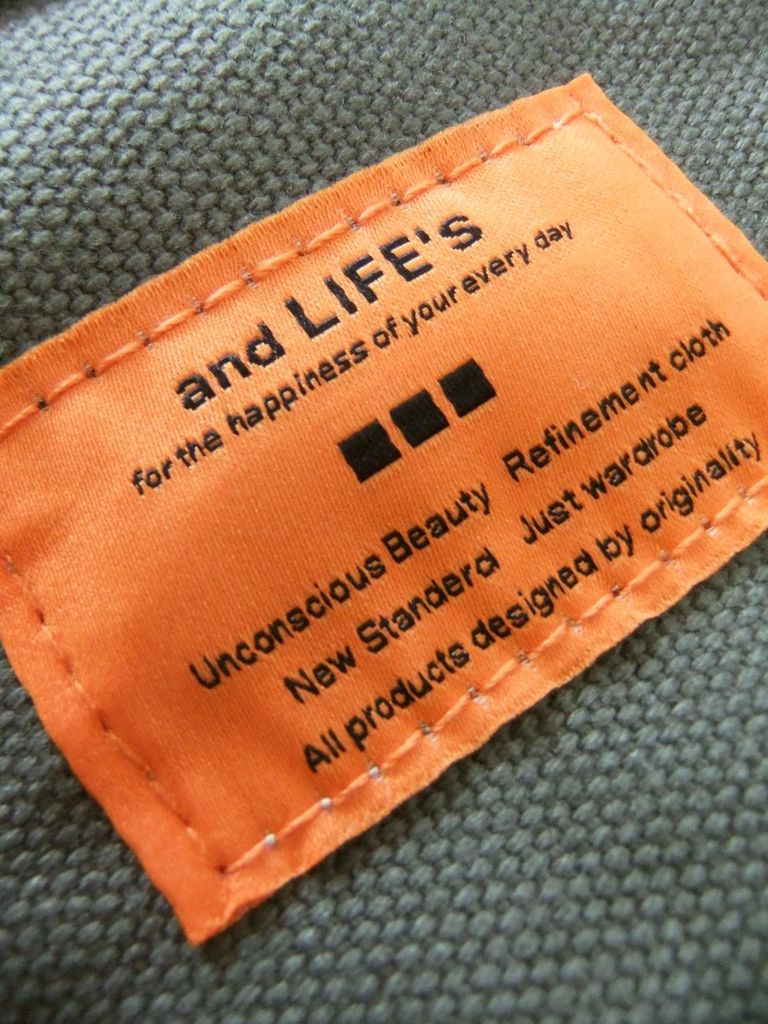 and LIFE's
for the happiness of your every day
Unconscious Beauty Refinement cloth
New Standerd Just wardrobe
All products designed by originality